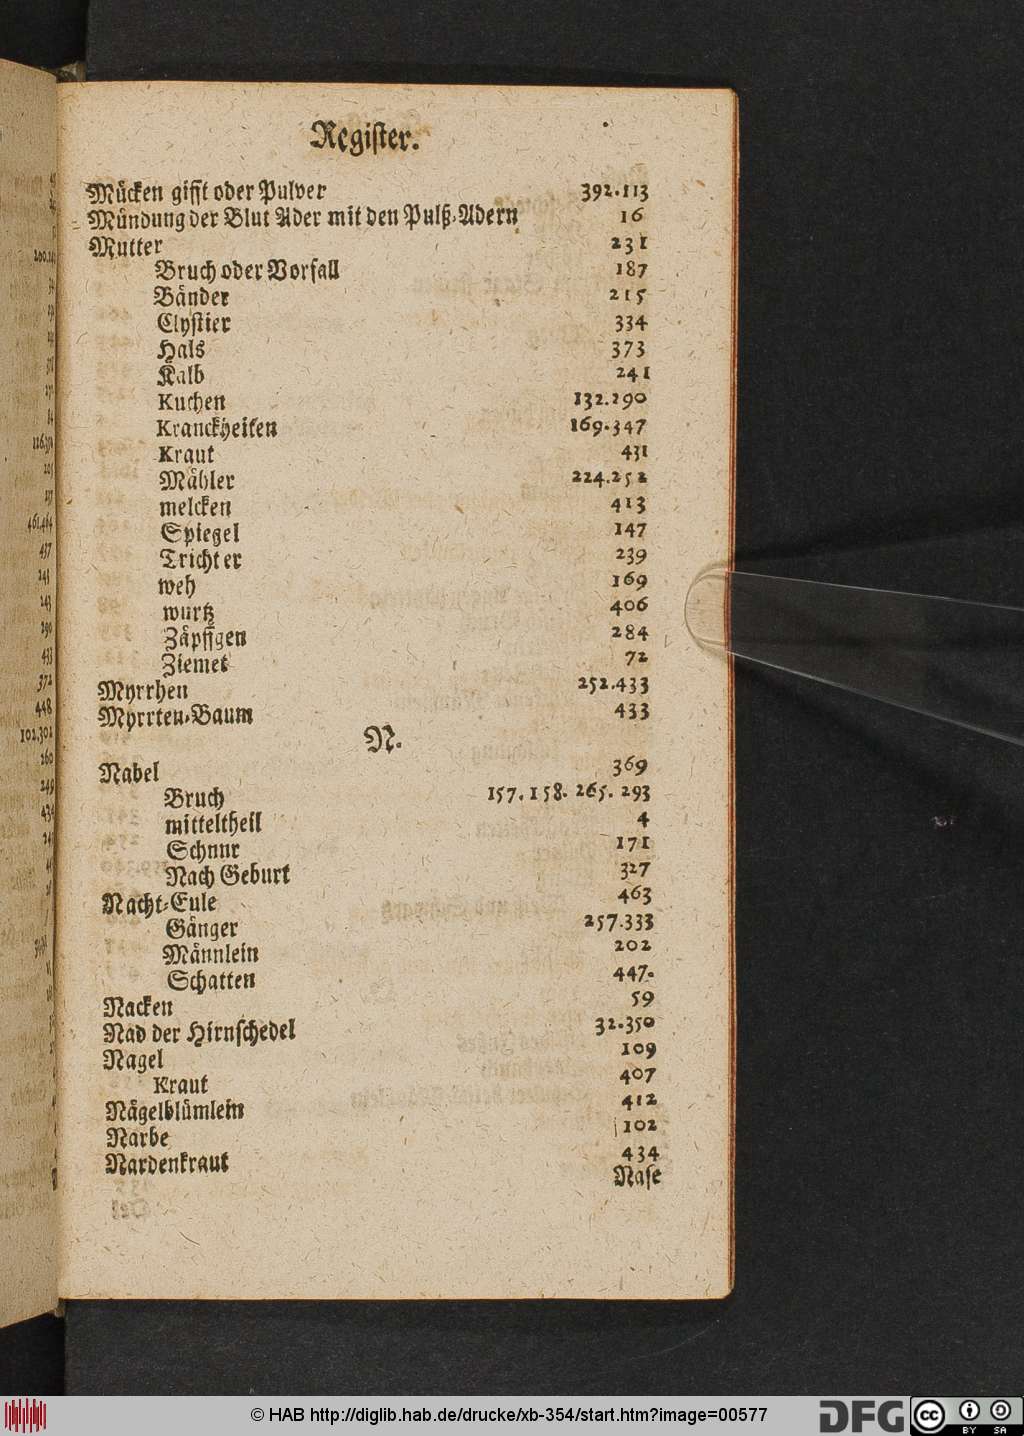 Register.
Mücken gifft oder Pulver 392.113
Mündung der Blut Ader mit den Pulß-Adern 16
Mutter 231
Bruch oder Vorfall 187
Bänder 215
Clystier 334
Hals 373
Kalb 241
Kuchen 132.290
Kranckheiten 169.347
Kraut 431
Mähler 224.252
melcken 413
Spiegel 147
Trichter 239
weh 169
wurtz 406
Zäpffgen 284
Ziemet 72
Myrrhen 252.433
Myrrten-Baum 433
N.
Nabel 369
Bruch 157. 158. 265. 293
mitteltheil 4
Schnur 171
Nach Geburt 327
Nacht-Eule 463
Gänger 257.333
Männlein 202
Schatten 447.
Nacken 59
Nad der Hirnschedel 32.350
Nagel 109
Kraut 407
Nägelblümlein 412
Narbe 102
Nardenkraut 434
Nase
© HAB http://diglib.hab.de/drucke/xb-354/start.htm?image=00577
DFG
cc
BY SA